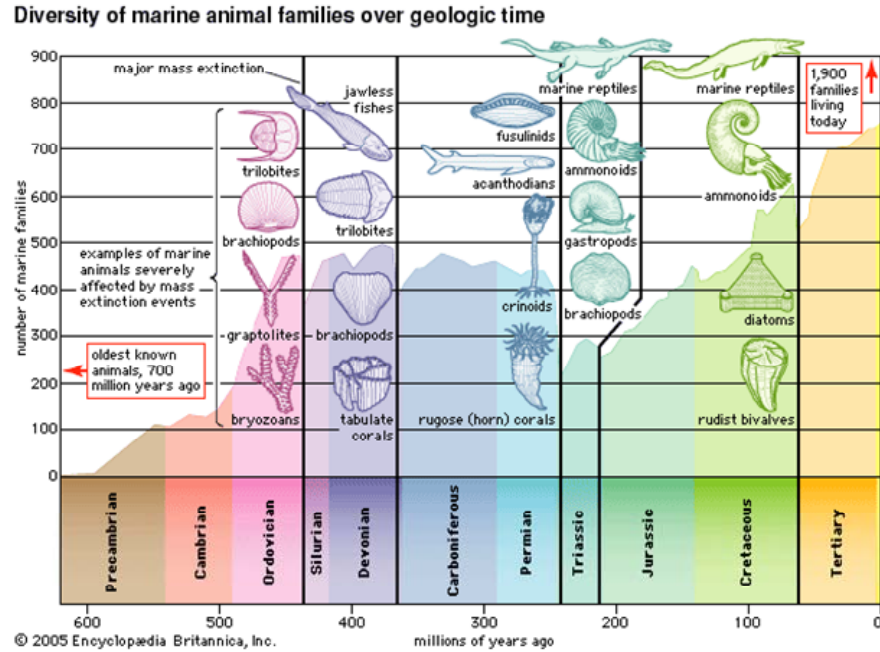 Diversity of marine animal families over geologic time
900
800
700
600
500
400
300
200
100
0
number of marine families
major mass extinction
examples of marine
animals severely
affected by mass
extinction events
oldest known
animals, 700
million years ago
trilobites
brachiopods
graptolites
bryozoans
jawless
fishes
trilobites
brachiopods
tabulate
corals
fusulinids
acanthodians
crinoids
rugose (horn) corals
marine reptiles
ammonoids
gastropods
brachiopods
marine reptiles
ammonoids
diatoms
rudist bivalves
1,900
families
living
today
Precambrian
Cambrian
Ordovician
Silurian
Devonian
Carboniferous
Permian
Triassic
Jurassic
Cretaceous
Tertiary
600
500
400
300
200
100
0
© 2005 Encyclopædia Britannica, Inc.
millions of years ago